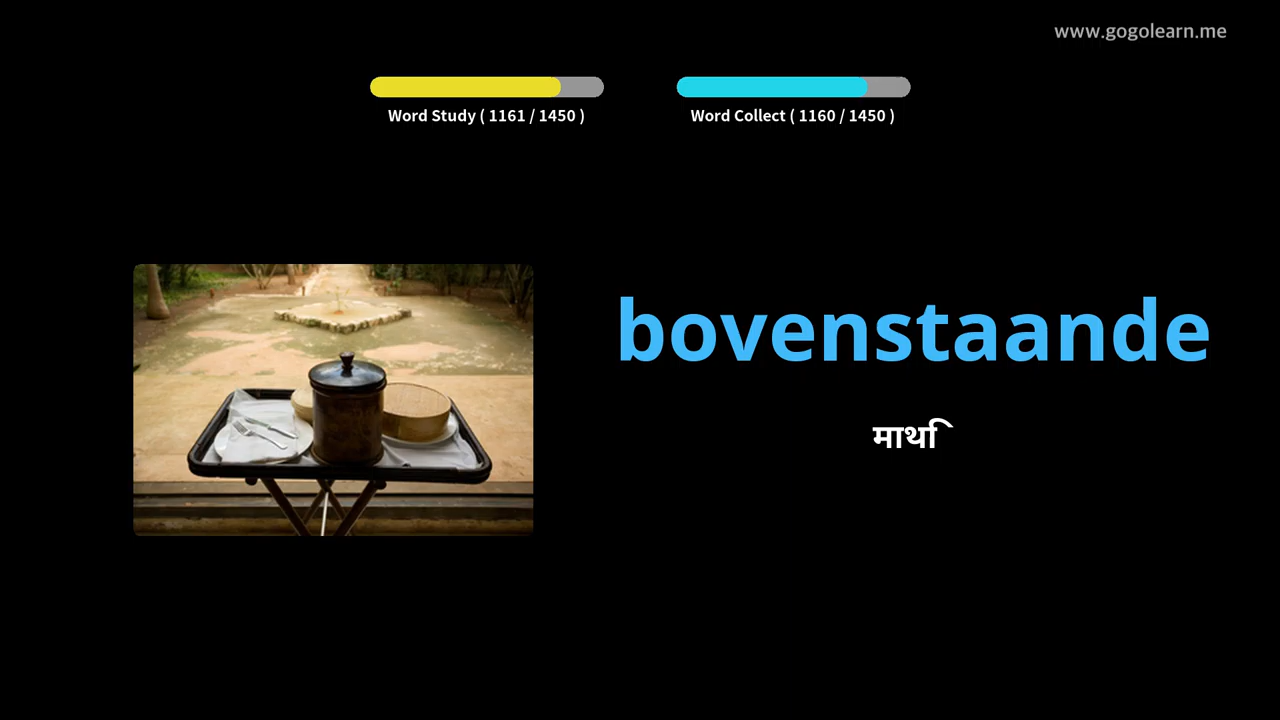 www.gogolearn.me
Word Study ( 1161 / 1450 )
Word Collect ( 1160 / 1450 )
bovenstaande
माथि